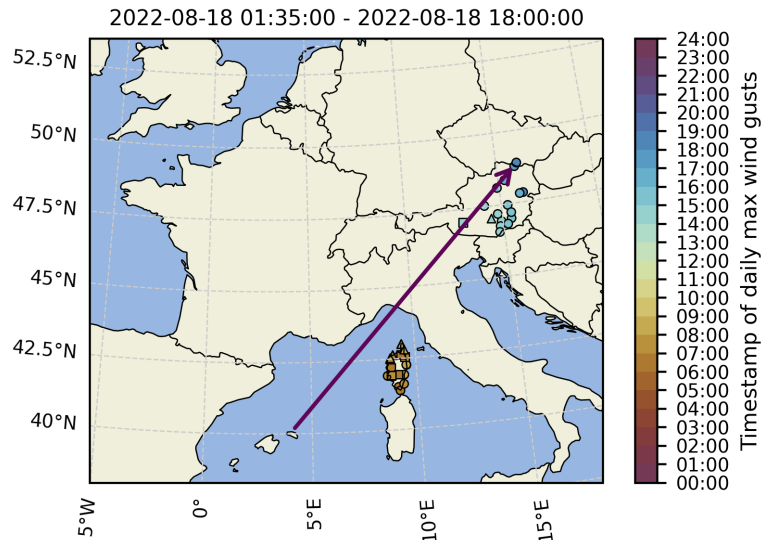 2022-08-18 01:35:00 - 2022-08-18 18:00:00
52.5°N
50°N
47.5°N
45°N
42.5°N
40°N
5°W
0°
5°E
10°E
15°E
24:00
23:00
22:00
21:00
20:00
19:00
18:00
17:00
16:00
15:00
14:00
13:00
12:00
11:00
10:00
09:00
08:00
07:00
06:00
05:00
04:00
03:00
02:00
01:00
00:00
Timestamp of daily max wind gusts